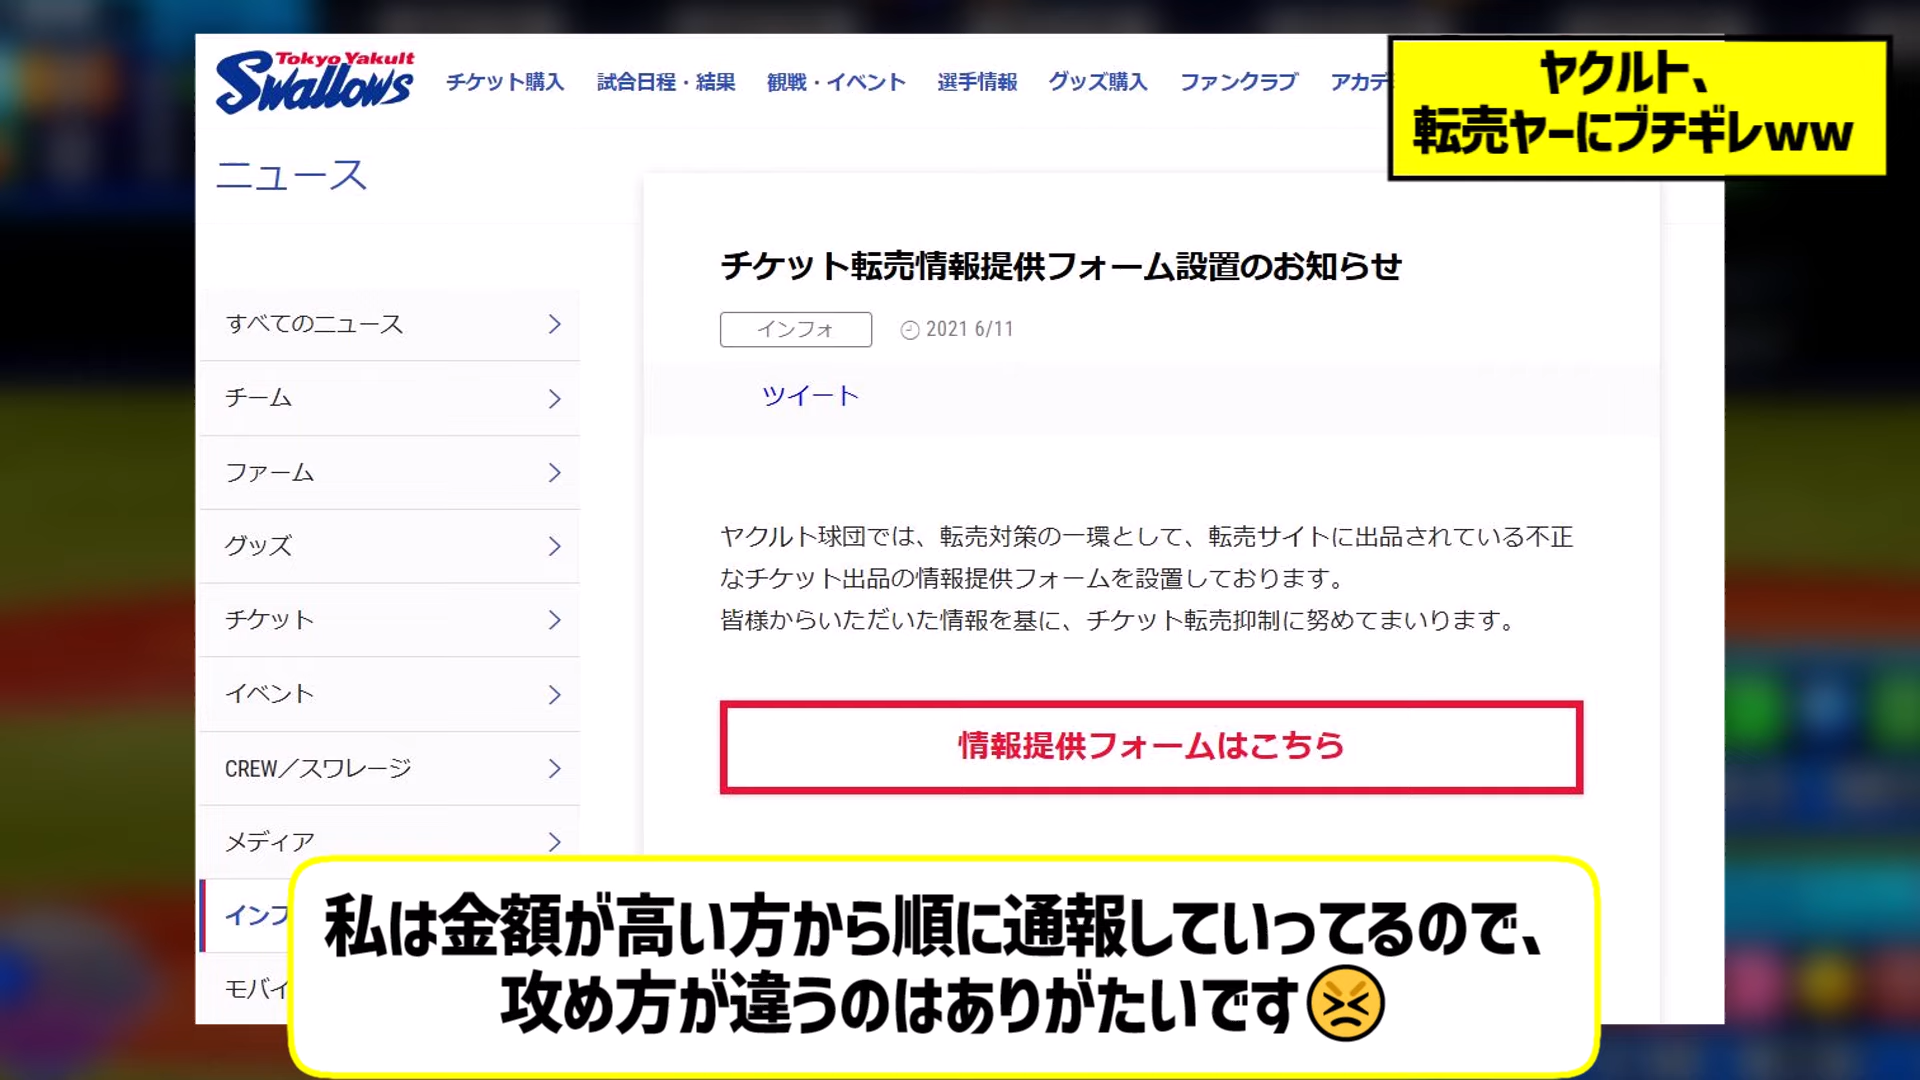 Tokyo Yakult
Swallows
チケット購入 試合日程・結果 観戦・イベント 選手情報 グッズ購入 ファンクラブ アカデ
ヤクルト、
転売ヤーにブチギレww
ニュース
チケット転売情報提供フォーム設置のお知らせ
インフォ 2021 6/11
ツイート
すべてのニュース
チーム
ファーム
グッズ
チケット
イベント
CREW／スワレージ
メディア
インフ
モバイ
ヤクルト球団では、転売対策の一環として、転売サイトに出品されている不正
なチケット出品の情報提供フォームを設置しております。
皆様からいただいた情報を基に、チケット転売抑制に努めてまいります。
情報提供フォームはこちら
私は金額が高い方から順に通報していってるので、
攻め方が違うのはありがたいです😣